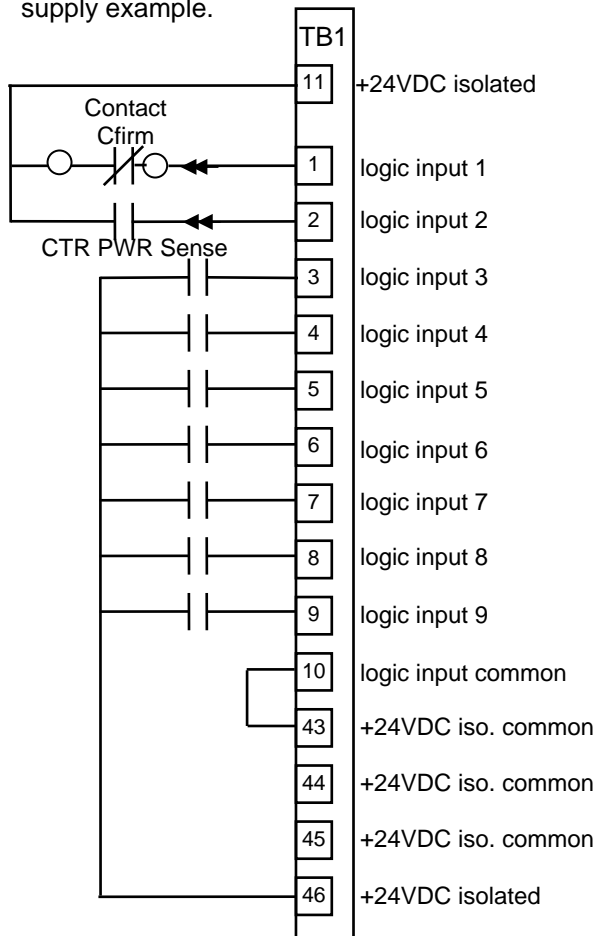 supply example.
TB1
11 +24VDC isolated
Contact
Cfirm
1 logic input 1
2 logic input 2
CTR PWR Sense
3 logic input 3
4 logic input 4
5 logic input 5
6 logic input 6
7 logic input 7
8 logic input 8
9 logic input 9
10 logic input common
43 +24VDC iso. common
44 +24VDC iso. common
45 +24VDC iso. common
46 +24VDC isolated